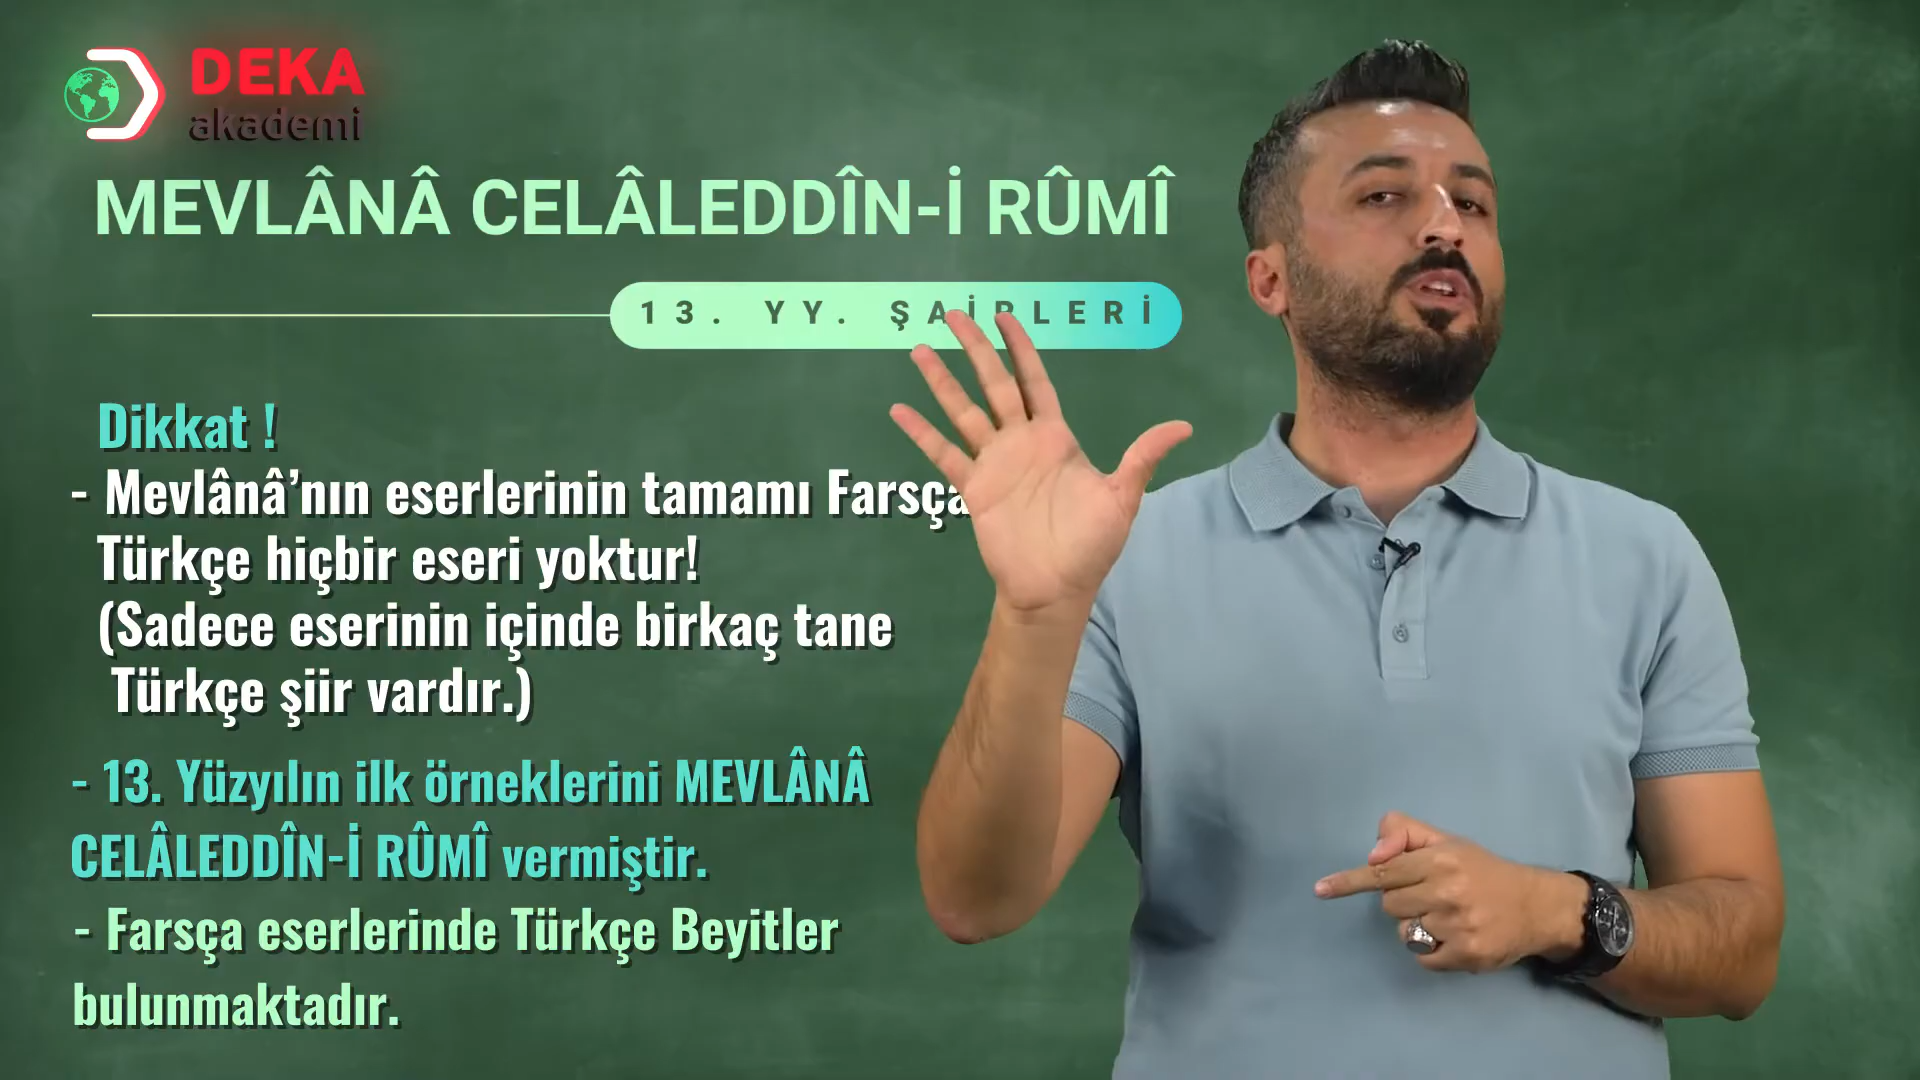 DEKA
akademi
MEVLÂNÂ CELÂLEDDÎN-İ RÛMÎ
13. YY. ŞAİRLERİ
Dikkat !
- Mevlânâ’nın eserlerinin tamamı Farsça
Türkçe hiçbir eseri yoktur!
(Sadece eserinin içinde birkaç tane
Türkçe şiir vardır.)
- 13. Yüzyılın ilk örneklerini MEVLÂNÂ
CELÂLEDDÎN-İ RÛMÎ vermiştir.
- Farsça eserlerinde Türkçe Beyitler
bulunmaktadır.